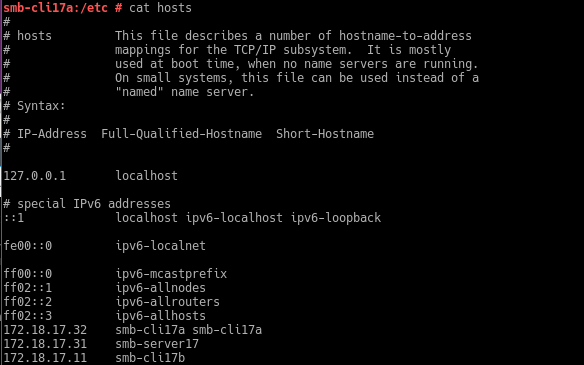 smb-cli17a:/etc # cat hosts
#
# hosts         This file describes a number of hostname-to-address
#               mappings for the TCP/IP subsystem.  It is mostly
#               used at boot time, when no name servers are running.
#               On small systems, this file can be used instead of a
#               "named" name server.
# Syntax:
#
# IP-Address  Full-Qualified-Hostname  Short-Hostname
#
127.0.0.1       localhost
# special IPv6 addresses
::1             localhost ipv6-localhost ipv6-loopback
fe00::0         ipv6-localnet
ff00::0         ipv6-mcastprefix
ff02::1         ipv6-allnodes
ff02::2         ipv6-allrouters
ff02::3         ipv6-allhosts
172.18.17.32    smb-cli17a smb-cli17a
172.18.17.31    smb-server17
172.18.17.11    smb-cli17b